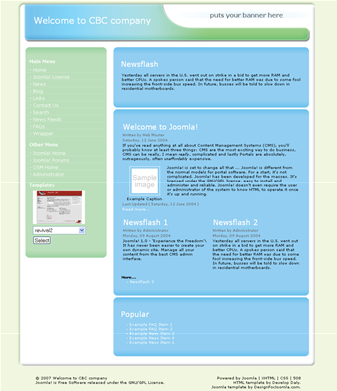 Welcome to CBC company
puts your banner here
Main Menu
Home
Joomla License
News
Blog
Links
Contact Us
Search
News Feeds
FAQs
Wrapper
Other Menu
Joomla Home
Joomla Forums
OSM Home
Administrator
Templates
revival2
Select
Newsflash
Yesterday all servers in the U.S. went out on strike in a bid to get more RAM and
better CPUs. A spokes person said that the need for better RAM was due to some fool
increasing the front-side bus speed. In future, busses will be told to slow down in
residential motherboards.
Welcome to Joomla!
Written by Web Master
Saturday, 12 June 2004
If you've reading anything at all about Content Management Systems (CMS), you'll
probably know at least three things: CMS are the most exciting way to do business,
CMS can be really, I mean really, complicated and lastly Portals are absolutely,
outrageously, often unaffordably expensive.
Sample
image
Example Caption
Joomla! is set to change all that ... Joomla! is different from the
normal models for portal software. For a start, it's not
complicated. Joomla! has been developed for the masses. It's
licensed under the GNU/GPL license, easy to install and
administer and reliable. Joomla! doesn't even require the user
or administrator of the system to know HTML to operate it once
it's up and running.
Last Updated ( Saturday, 12 June 2004 )
Read more...
Newsflash 1
Written by Administrator
Monday, 09 August 2004
Joomla! 1.0 - 'Experience the Freedom'!.
It has never been easier to create your
own dynamic site. Manage all your
content from the best CMS admin
interface.
Newsflash 2
Written by Administrator
Monday, 09 August 2004
Yesterday all servers in the U.S. went
out on strike in a bid to get more RAM
and better CPUs. A spokes person said
that the need for better RAM was due to
some fool increasing the front-side bus
speed. In future, busses will be told to
slow down in residential motherboards.
More...
Newsflash 3
Popular
Example FAQ Item 1
Example News Item 1
Example FAQ Item 2
Example News Item 2
© 2007 Welcome to CBC company
Joomla! is Free Software released under the GNU/GPL License.
Powered by Joomla | XHTML | CSS | 508
HTML template by Develop Daly.
Joomla template by DesignForJoomla.com.